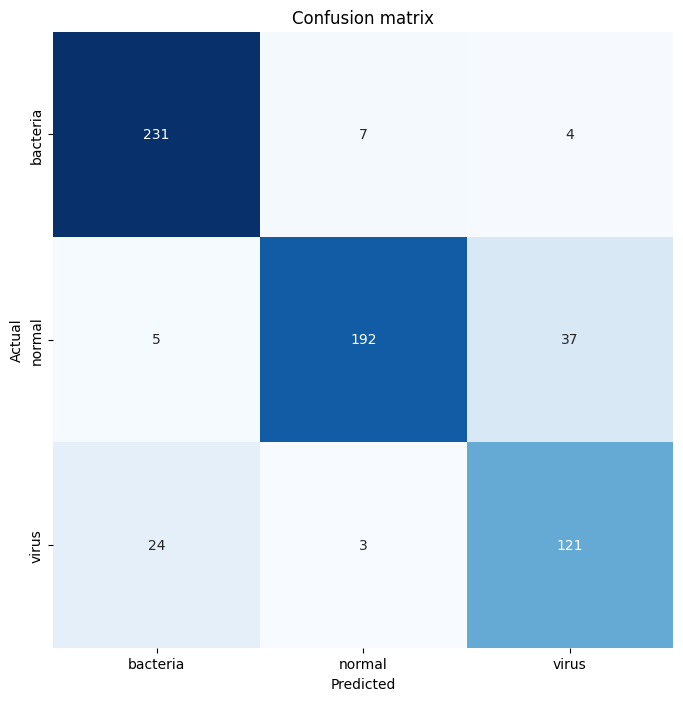 Confusion matrix
Actual
bacteria
231
7
4
normal
5
192
37
virus
24
3
121
bacteria
normal
virus
Predicted